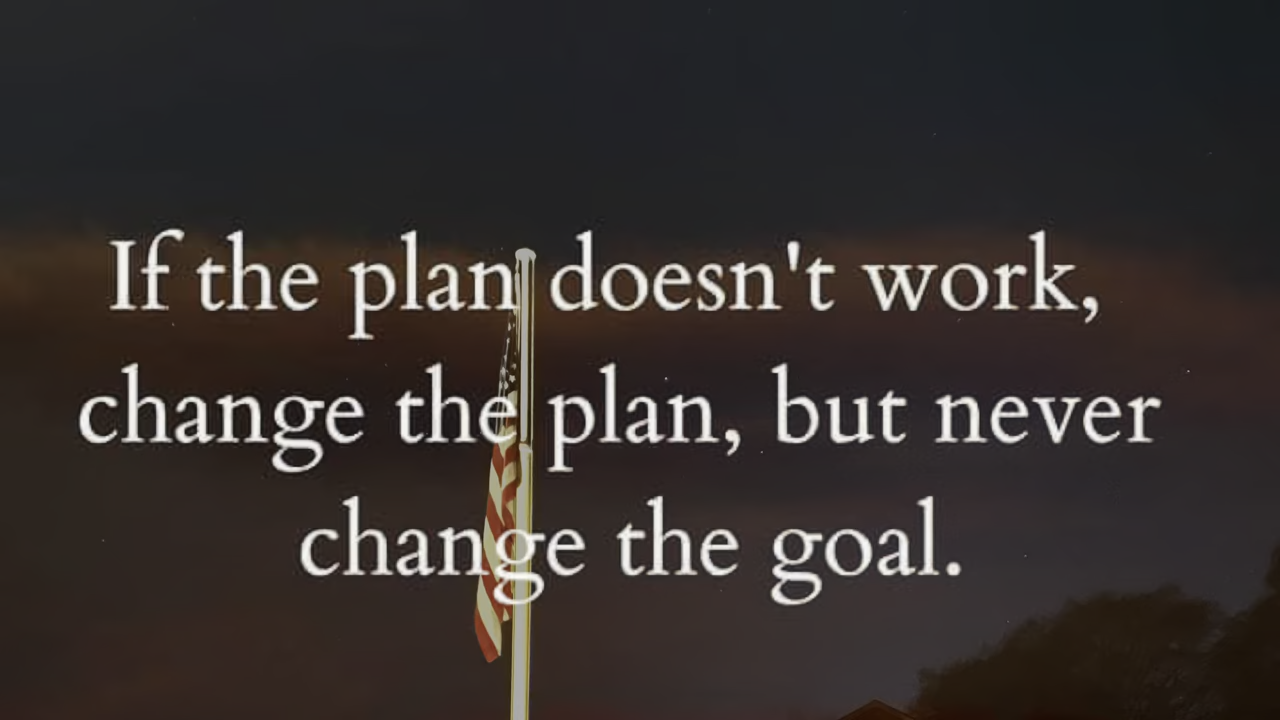 If the plan doesn't work,
change the plan, but never
change the goal.